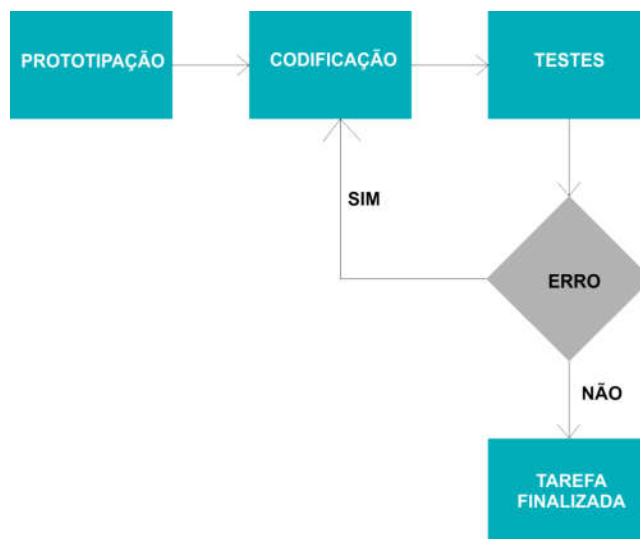 PROTOTIPAÇÃO
CODIFICAÇÃO
TESTES
SIM
ERRO
NÃO
TAREFA
FINALIZADA